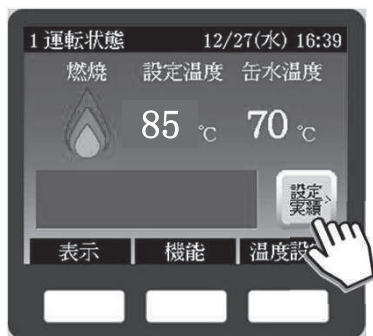 1 運転状態 12/27(水) 16:39
燃焼 設定温度 缶水温度
85 ℃ 70 ℃
設定
実績
表示 機能 温度設